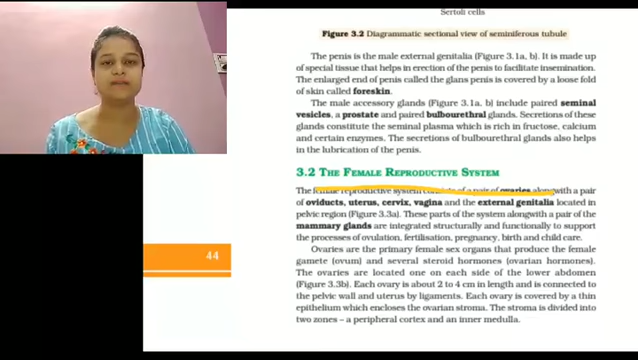 Sertoli cells
Figure 3.2 Diagrammatic sectional view of seminiferous tubule
The penis is the male external genitalia (Figure 3.1a, b). It is made up
of special tissue that helps in erection of the penis to facilitate insemination.
The enlarged end of penis called the glans penis is covered by a loose fold
of skin called foreskin.
The male accessory glands (Figure 3.1a, b) include paired seminal
vesicles, a prostate and paired bulbourethral glands. Secretions of these
glands constitute the seminal plasma which is rich in fructose, calcium
and certain enzymes. The secretions of bulbourethral glands also helps
in the lubrication of the penis.
3.2 THE FEMALE REPRODUCTIVE SYSTEM
The female reproductive system consists of a pair of ovaries alongwith a pair
of oviducts, uterus, cervix, vagina and the external genitalia located in
pelvic region (Figure 3.3a). These parts of the system alongwith a pair of the
mammary glands are integrated structurally and functionally to support
the processes of ovulation, fertilisation, pregnancy, birth and child care.
Ovaries are the primary female sex organs that produce the female
gamete (ovum) and several steroid hormones (ovarian hormones).
The ovaries are located one on each side of the lower abdomen
(Figure 3.3b). Each ovary is about 2 to 4 cm in length and is connected to
the pelvic wall and uterus by ligaments. Each ovary is covered by a thin
epithelium which encloses the ovarian stroma. The stroma is divided into
two zones – a peripheral cortex and an inner medulla.
44